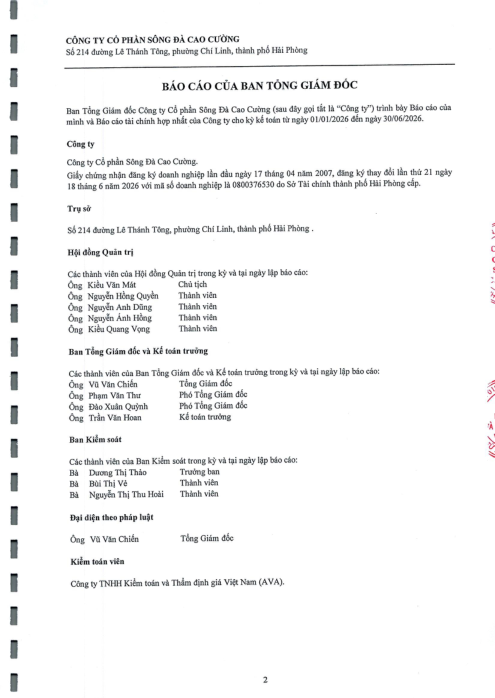 CÔNG TY CỔ PHẦN SÔNG ĐÀ CAO CƯỜNG
Số 214 đường Lê Thánh Tông, phường Chí Linh, thành phố Hải Phòng
BÁO CÁO CỦA BAN TỔNG GIÁM ĐỐC
Ban Tổng Giám đốc Công ty Cổ phần Sông Đà Cao Cường (sau đây gọi tắt là “Công ty”) trình bày Báo cáo của
mình và Báo cáo tài chính hợp nhất của Công ty cho kỳ kế toán từ ngày 01/01/2026 đến ngày 30/06/2026.
Công ty
Công ty Cổ phần Sông Đà Cao Cường.
Giấy chứng nhận đăng ký doanh nghiệp lần đầu ngày 17 tháng 04 năm 2007, đăng ký thay đổi lần thứ 21 ngày
18 tháng 6 năm 2026 với mã số doanh nghiệp là 0800376530 do Sở Tài chính thành phố Hải Phòng cấp.
Trụ sở
Số 214 đường Lê Thánh Tông, phường Chí Linh, thành phố Hải Phòng .
Hội đồng Quản trị
Các thành viên của Hội đồng Quản trị trong kỳ và tại ngày lập báo cáo:
Ông Kiều Văn Mát Chủ tịch
Ông Nguyễn Hồng Quyền Thành viên
Ông Nguyễn Anh Dũng Thành viên
Ông Nguyễn Ánh Hồng Thành viên
Ông Kiều Quang Vọng Thành viên
Ban Tổng Giám đốc và Kế toán trưởng
Các thành viên của Ban Tổng Giám đốc và Kế toán trưởng trong kỳ và tại ngày lập báo cáo:
Ông Vũ Văn Chiến Tổng Giám đốc
Ông Phạm Văn Thư Phó Tổng Giám đốc
Ông Đào Xuân Quỳnh Phó Tổng Giám đốc
Ông Trần Văn Hoan Kế toán trưởng
Ban Kiểm soát
Các thành viên của Ban Kiểm soát trong kỳ và tại ngày lập báo cáo:
Bà Dương Thị Thảo Trưởng ban
Bà Bùi Thị Vẻ Thành viên
Bà Nguyễn Thị Thu Hoài Thành viên
Đại diện theo pháp luật
Ông Vũ Văn Chiến Tổng Giám đốc
Kiểm toán viên
Công ty TNHH Kiểm toán và Thẩm định giá Việt Nam (AVA).
2